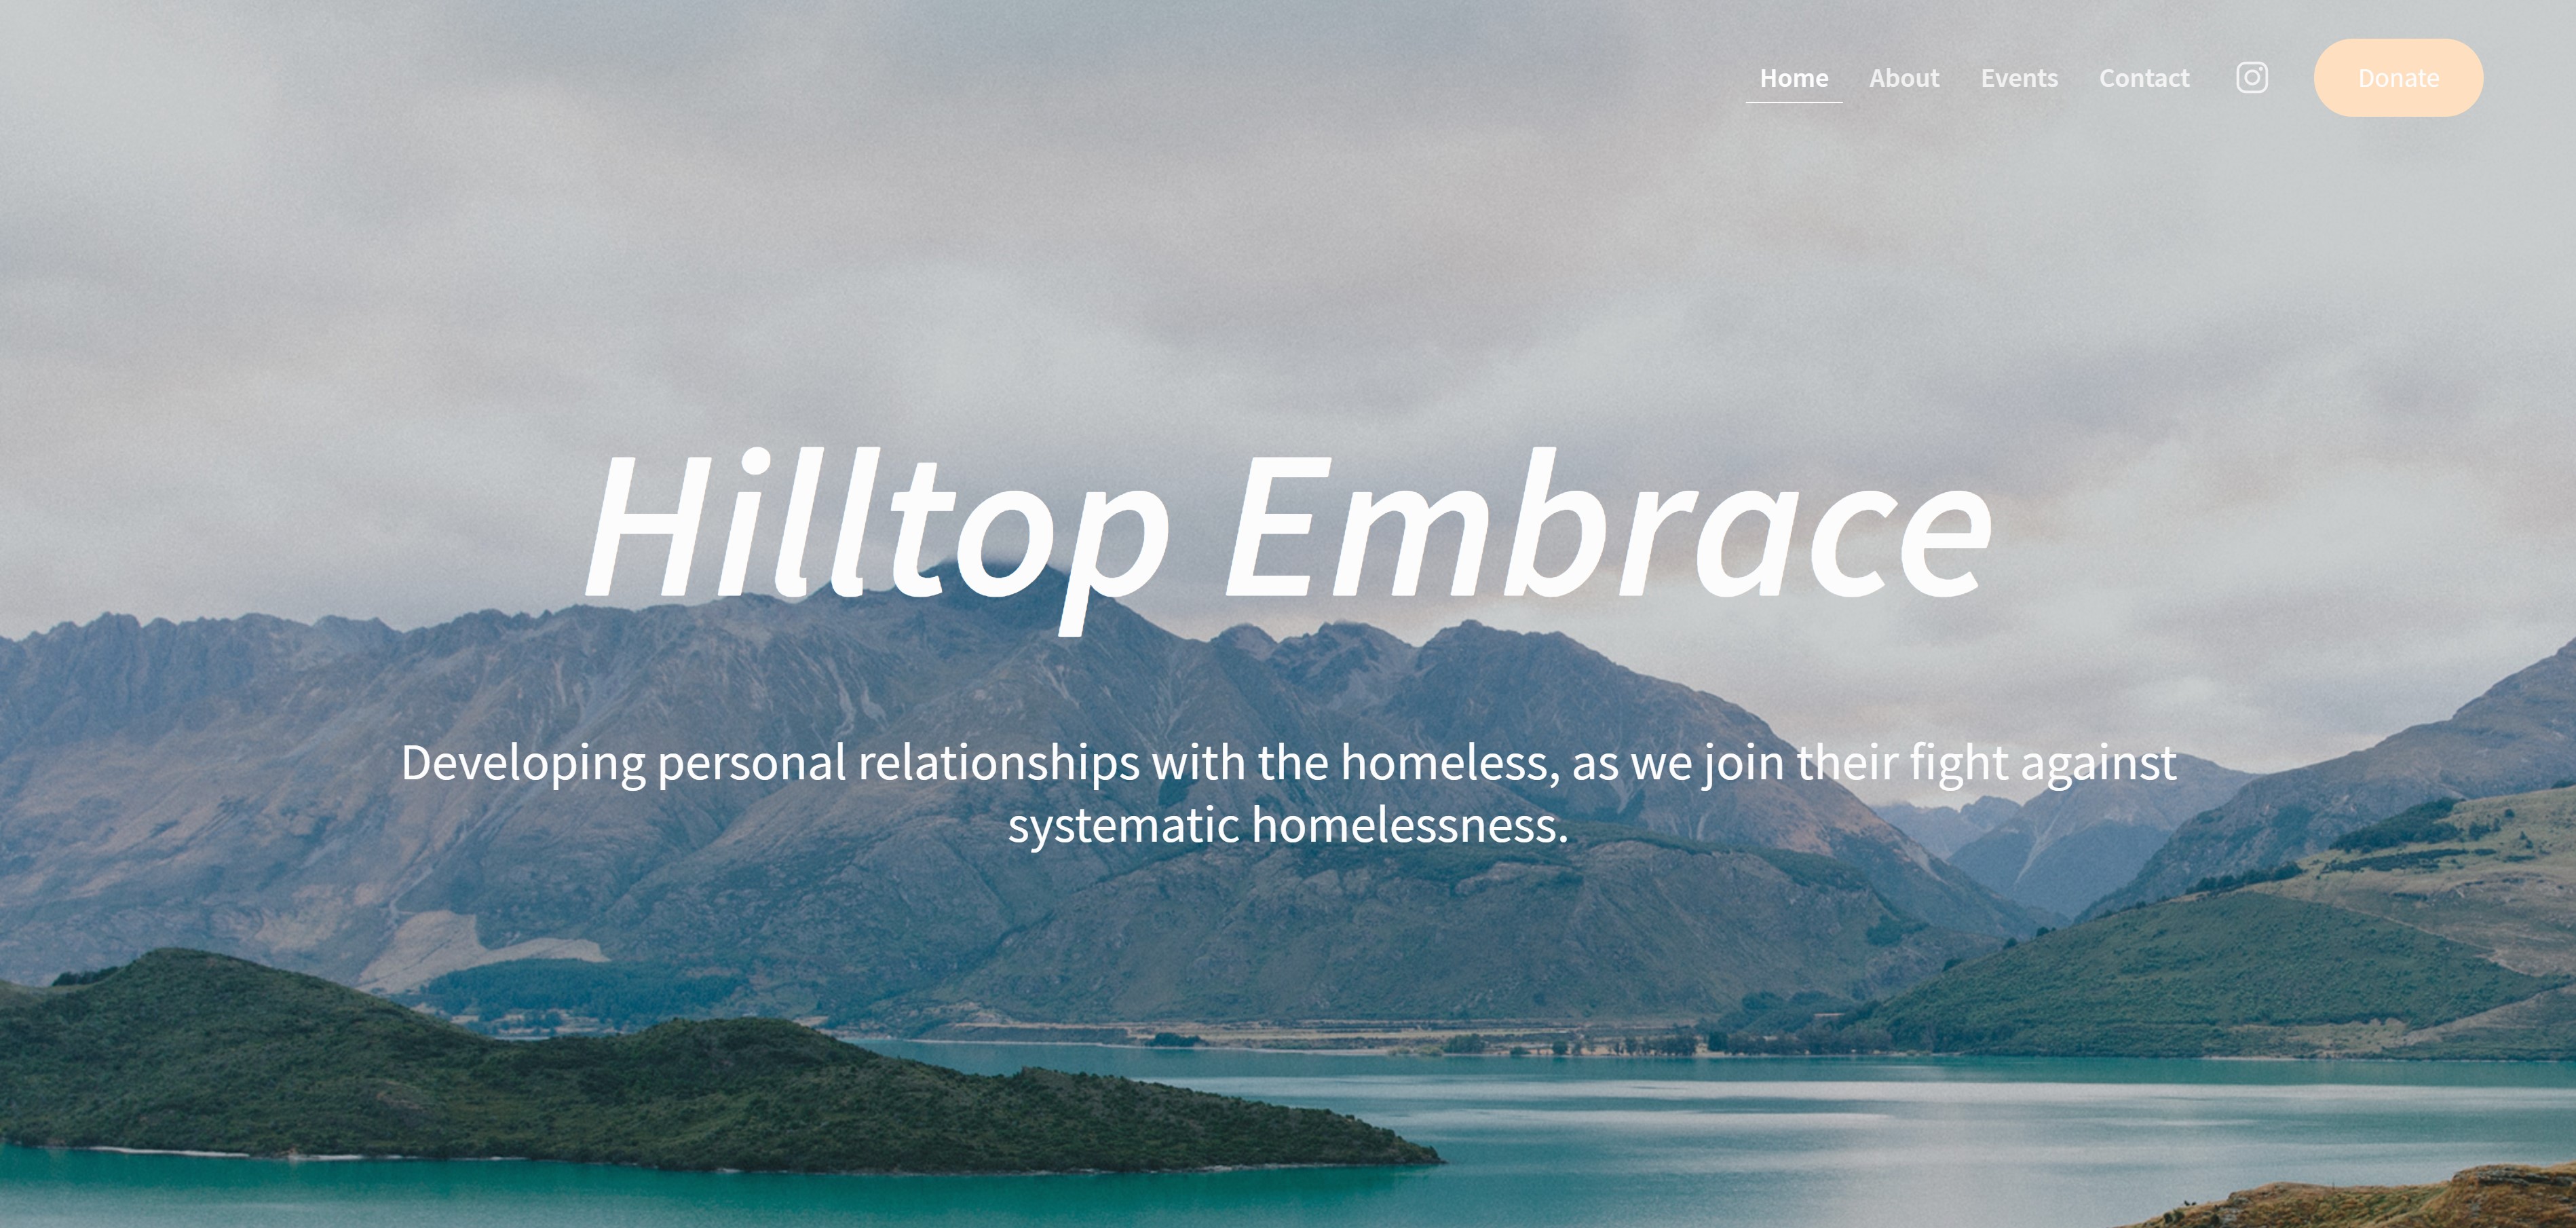 Home About Events Contact Donate
Hilltop Embrace
Developing personal relationships with the homeless, as we join their fight against
systematic homelessness.